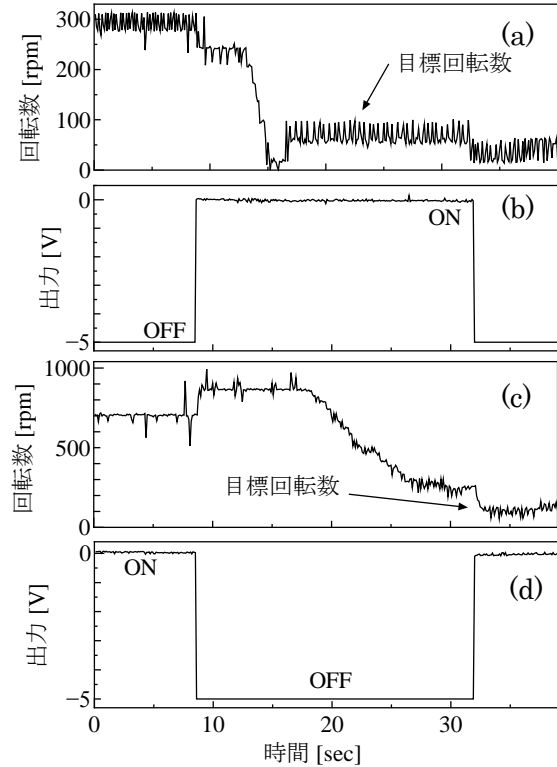 300
200
100
0
回転数 [rpm]
(a)
目標回転数
0
−5
出力 [V]
(b)
ON
OFF
1000
500
0
回転数 [rpm]
(c)
目標回転数
0
−5
出力 [V]
(d)
ON
OFF
0 10 20 30
時間 [sec]